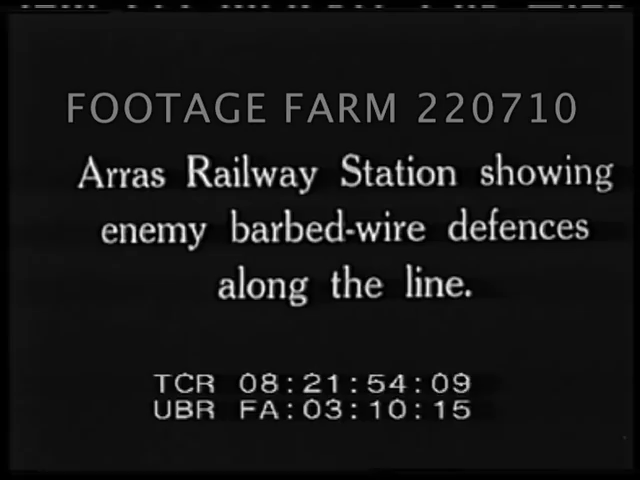 FOOTAGE FARM 220710
Arras Railway Station showing
enemy barbed-wire defences
along the line.
TCR 08:21:54:09
UBR FA:03:10:15